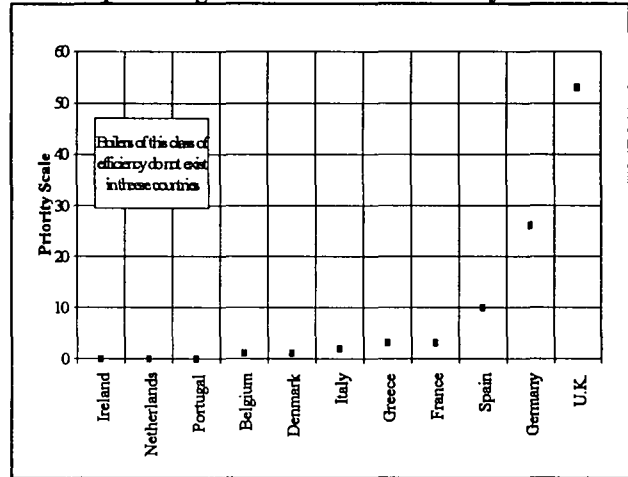 60
50
40
30
20
10
0
Priority Scale
Boilers of this class of
efficiency do not exist
in these countries
Ireland
Netherlands
Portugal
Belgium
Denmark
Italy
Greece
France
Spain
Germany
U.K.